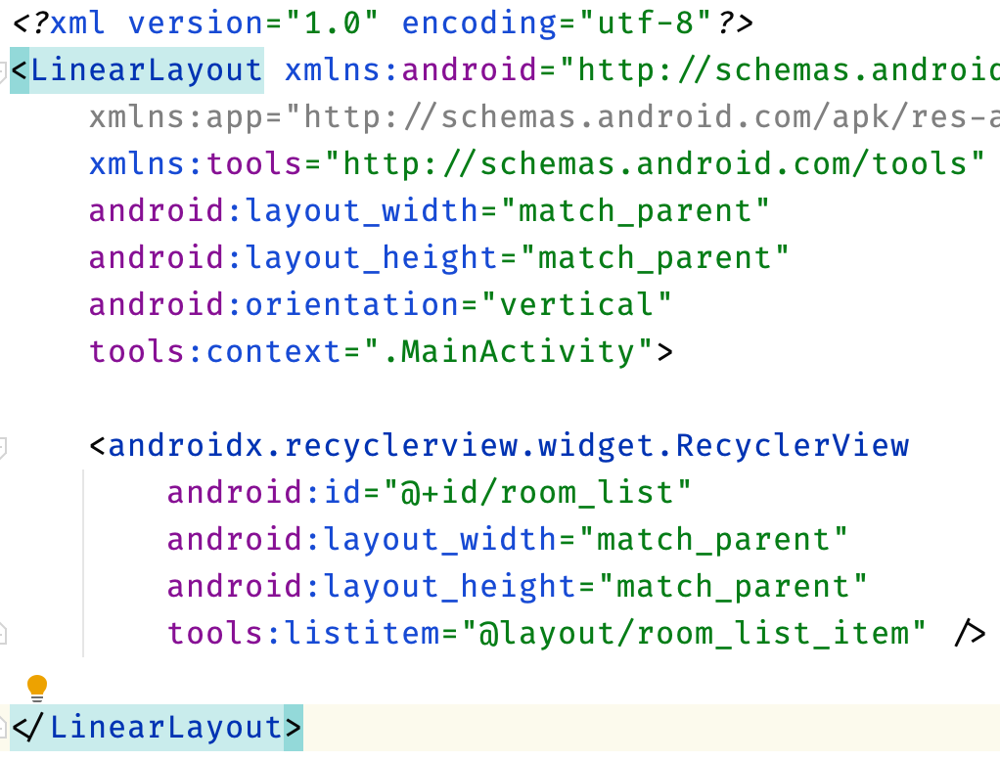 <?xml version="1.0" encoding="utf-8"?>
<LinearLayout xmlns:android="http://schemas.android
xmlns:app="http://schemas.android.com/apk/res-a
xmlns:tools="http://schemas.android.com/tools"
android:layout_width="match_parent"
android:layout_height="match_parent"
android:orientation="vertical"
tools:context=".MainActivity">
<androidx.recyclerview.widget.RecyclerView
android:id="@+id/room_list"
android:layout_width="match_parent"
android:layout_height="match_parent"
tools:listitem="@layout/room_list_item" />
</LinearLayout>